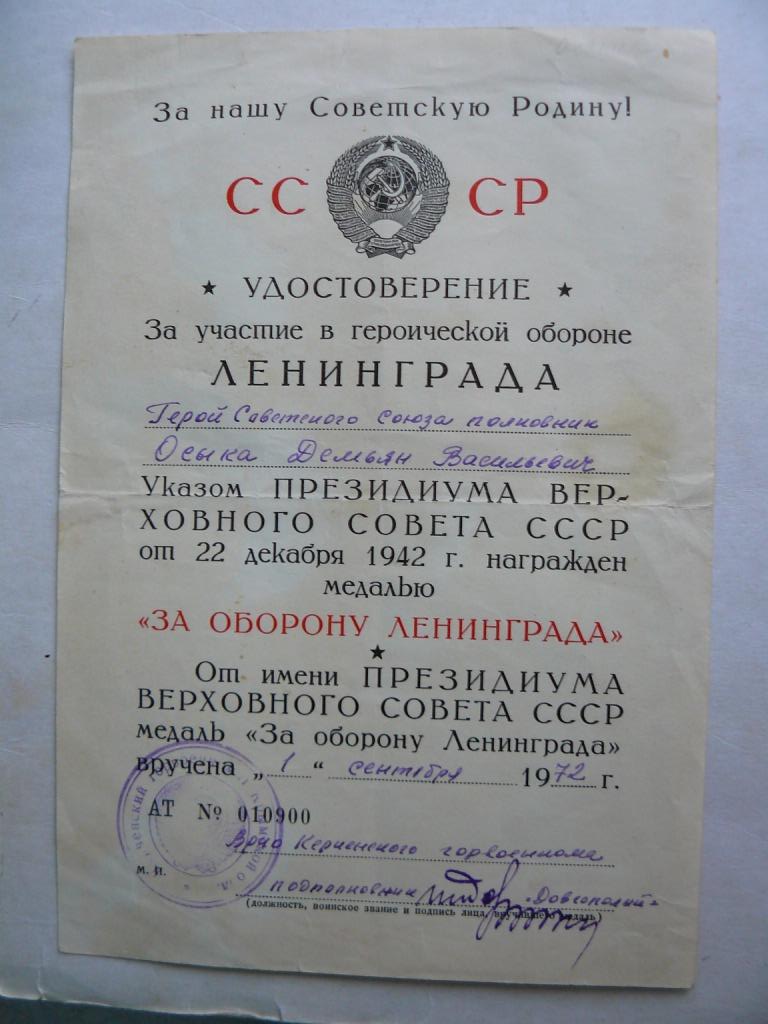 За нашу Советскую Родину!
СССР
★ УДОСТОВЕРЕНИЕ ★
За участие в героической обороне
ЛЕНИНГРАДА
Герой Советского Союза полковник
Осыка Демьян Васильевич
Указом ПРЕЗИДИУМА ВЕР-
ХОВНОГО СОВЕТА СССР
от 22 декабря 1942 г. награжден
медалью
«ЗА ОБОРОНУ ЛЕНИНГРАДА»
★
От имени ПРЕЗИДИУМА
ВЕРХОВНОГО СОВЕТА СССР
медаль «За оборону Ленинграда»
вручена „1“ сентября 1972 г.
АТ № 010900
Врио Керченского горвоенкома
М. П.
подполковник «Довгополый»
(должность, воинское звание и подпись лица, вручившего медаль)